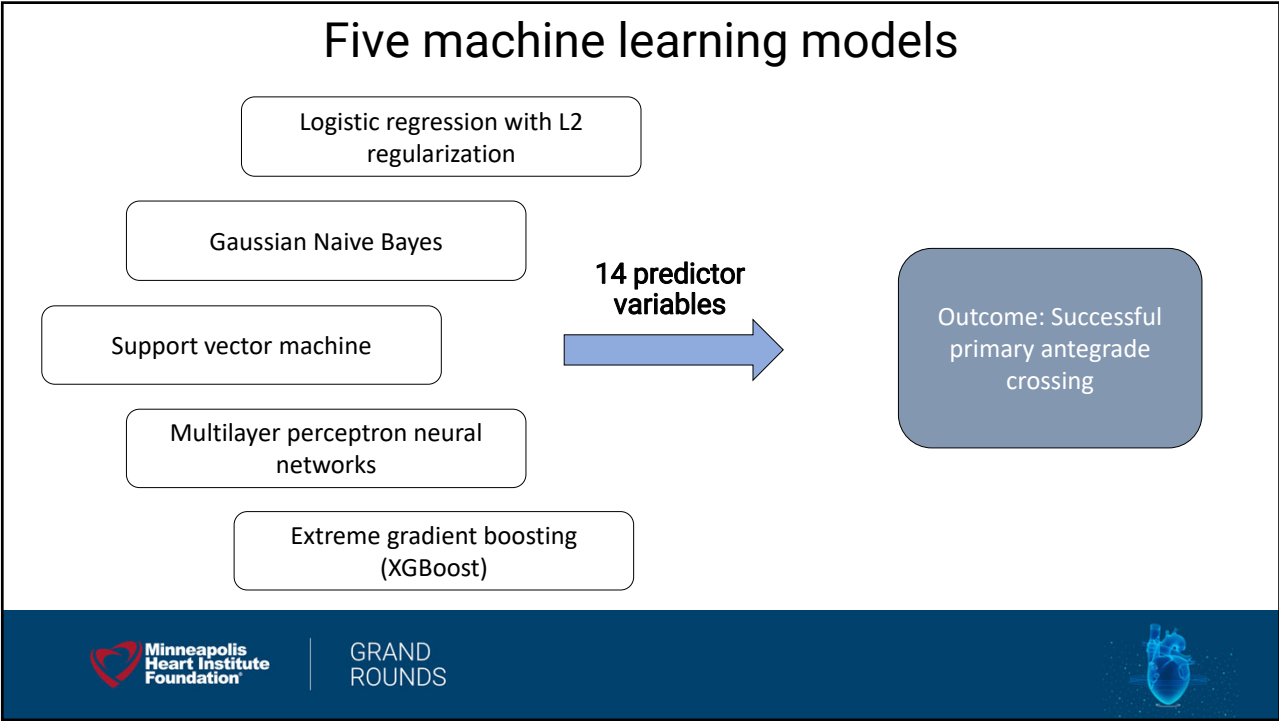 Five machine learning models
Logistic regression with L2
regularization
Gaussian Naive Bayes
Support vector machine
Multilayer perceptron neural
networks
Extreme gradient boosting
(XGBoost)
14 predictor
variables
Outcome: Successful
primary antegrade
crossing
Minneapolis
Heart Institute
Foundation®
GRAND
ROUNDS